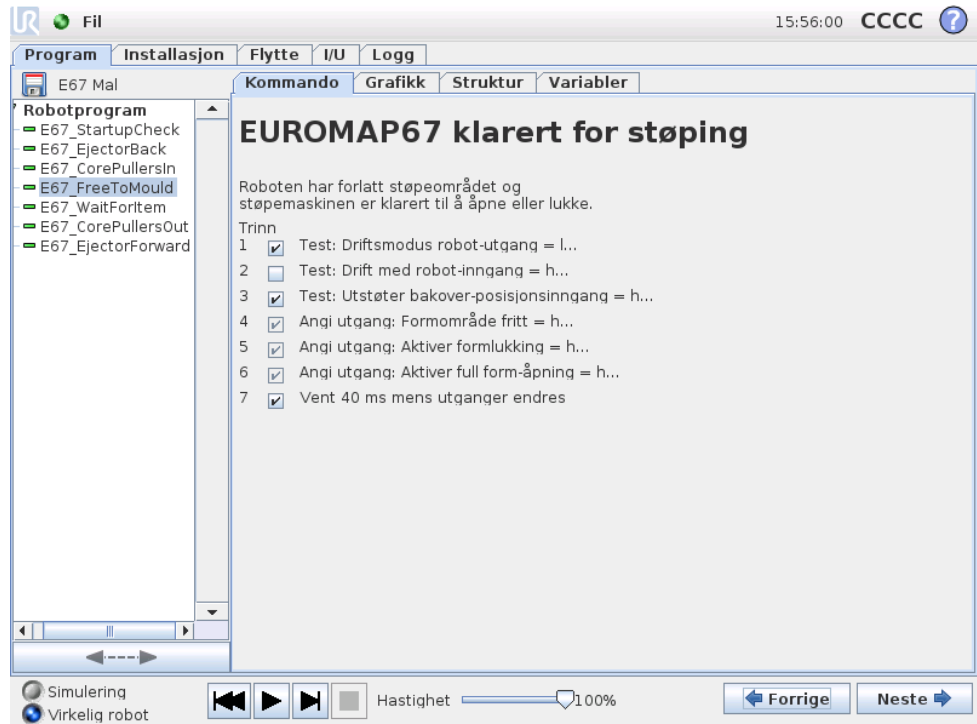 UR Fil 15:56:00 CCCC ?
Program Installasjon Flytte I/U Logg
E67 Mal
Kommando Grafikk Struktur Variabler
Robotprogram
E67_StartupCheck
E67_EjectorBack
E67_CorePullersIn
E67_FreeToMould
E67_WaitForItem
E67_CorePullersOut
E67_EjectorForward
EUROMAP67 klarert for støping
Roboten har forlatt støpeområdet og
støpemaskinen er klarert til å åpne eller lukke.
Trinn
1 Test: Driftsmodus robot-utgang = l...
2 Test: Drift med robot-inngang = h...
3 Test: Utstøter bakover-posisjonsinngang = h...
4 Angi utgang: Formområde fritt = h...
5 Angi utgang: Aktiver formlukking = h...
6 Angi utgang: Aktiver full form-åpning = h...
7 Vent 40 ms mens utganger endres
Simulering
Virkelig robot
Hastighet 100%
Forrige Neste